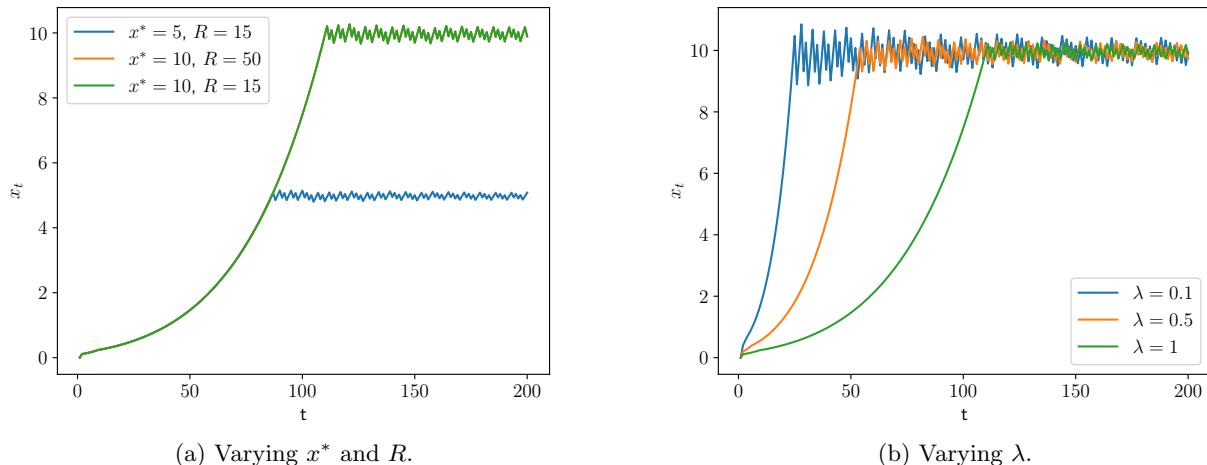 10
8
6
4
2
0
x_t
x* = 5, R = 15
x* = 10, R = 50
x* = 10, R = 15
0 50 100 150 200
t
(a) Varying x* and R.
10
8
6
4
2
0
x_t
λ = 0.1
λ = 0.5
λ = 1
0 50 100 150 200
t
(b) Varying λ.